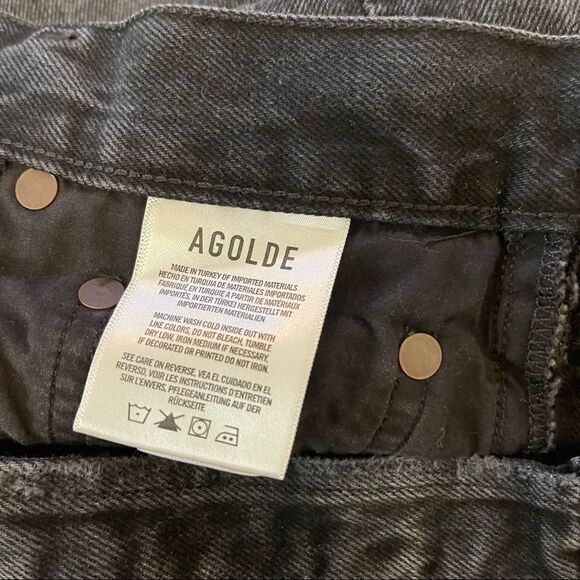 AGOLDE
MADE IN TURKEY OF IMPORTED MATERIALS
HECHO EN TURQUIA DE MATERIALES IMPORTADOS
FABRIQUÉ EN TURQUIE A PARTIR DE MATÉRIAUX
IMPORTES, IN DER TÜRKEI HERGESTELLT MIT
IMPORTIERTEN MATERIALIEN
MACHINE WASH COLD INSIDE OUT WITH
LIKE COLORS, DO NOT BLEACH, TUMBLE
DRY LOW, IRON MEDIUM IF NECESSARY.
IF DECORATED OR PRINTED DO NOT IRON.
SEE CARE ON REVERSE. VEA EL CUIDADO EN EL
REVERSO, VOIR LES INSTRUCTIONS D'ENTRETIEN
SUR L'ENVERS, PFLEGEANLEITUNG AUF DER
RÜCKSEITE